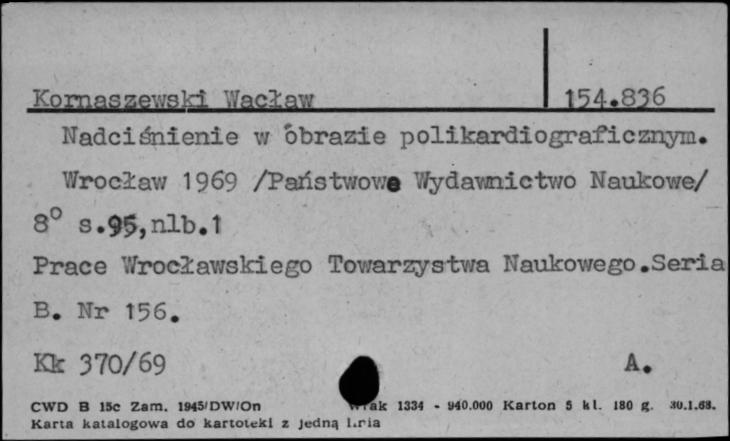 Kornaszewski Wacław 154.836
Nadciśnienie w obrazie polikardiograficznym.
Wrocław 1969 /Państwowe Wydawnictwo Naukowe/
8° s.95,nlb.1
Prace Wrocławskiego Towarzystwa Naukowego.Seria
B. Nr 156.
Kk 370/69 A.
CWD B 15c Zam. 1945/DW/On 1334 - 940.000 Karton 5 kl. 180 g. 30.1.68.
Karta katalogowa do kartoteki z jedną